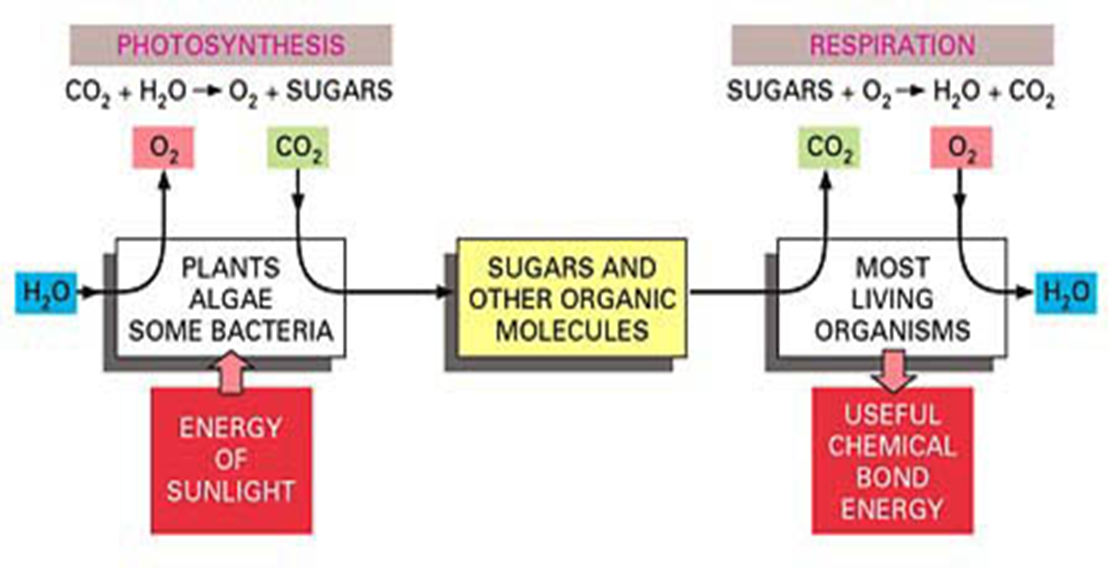 PHOTOSYNTHESIS
CO₂ + H₂O → O₂ + SUGARS
O₂
CO₂
H₂O
PLANTS
ALGAE
SOME BACTERIA
ENERGY
OF
SUNLIGHT
SUGARS AND
OTHER ORGANIC
MOLECULES
RESPIRATION
SUGARS + O₂ → H₂O + CO₂
CO₂
O₂
MOST
LIVING
ORGANISMS
H₂O
USEFUL
CHEMICAL
BOND
ENERGY